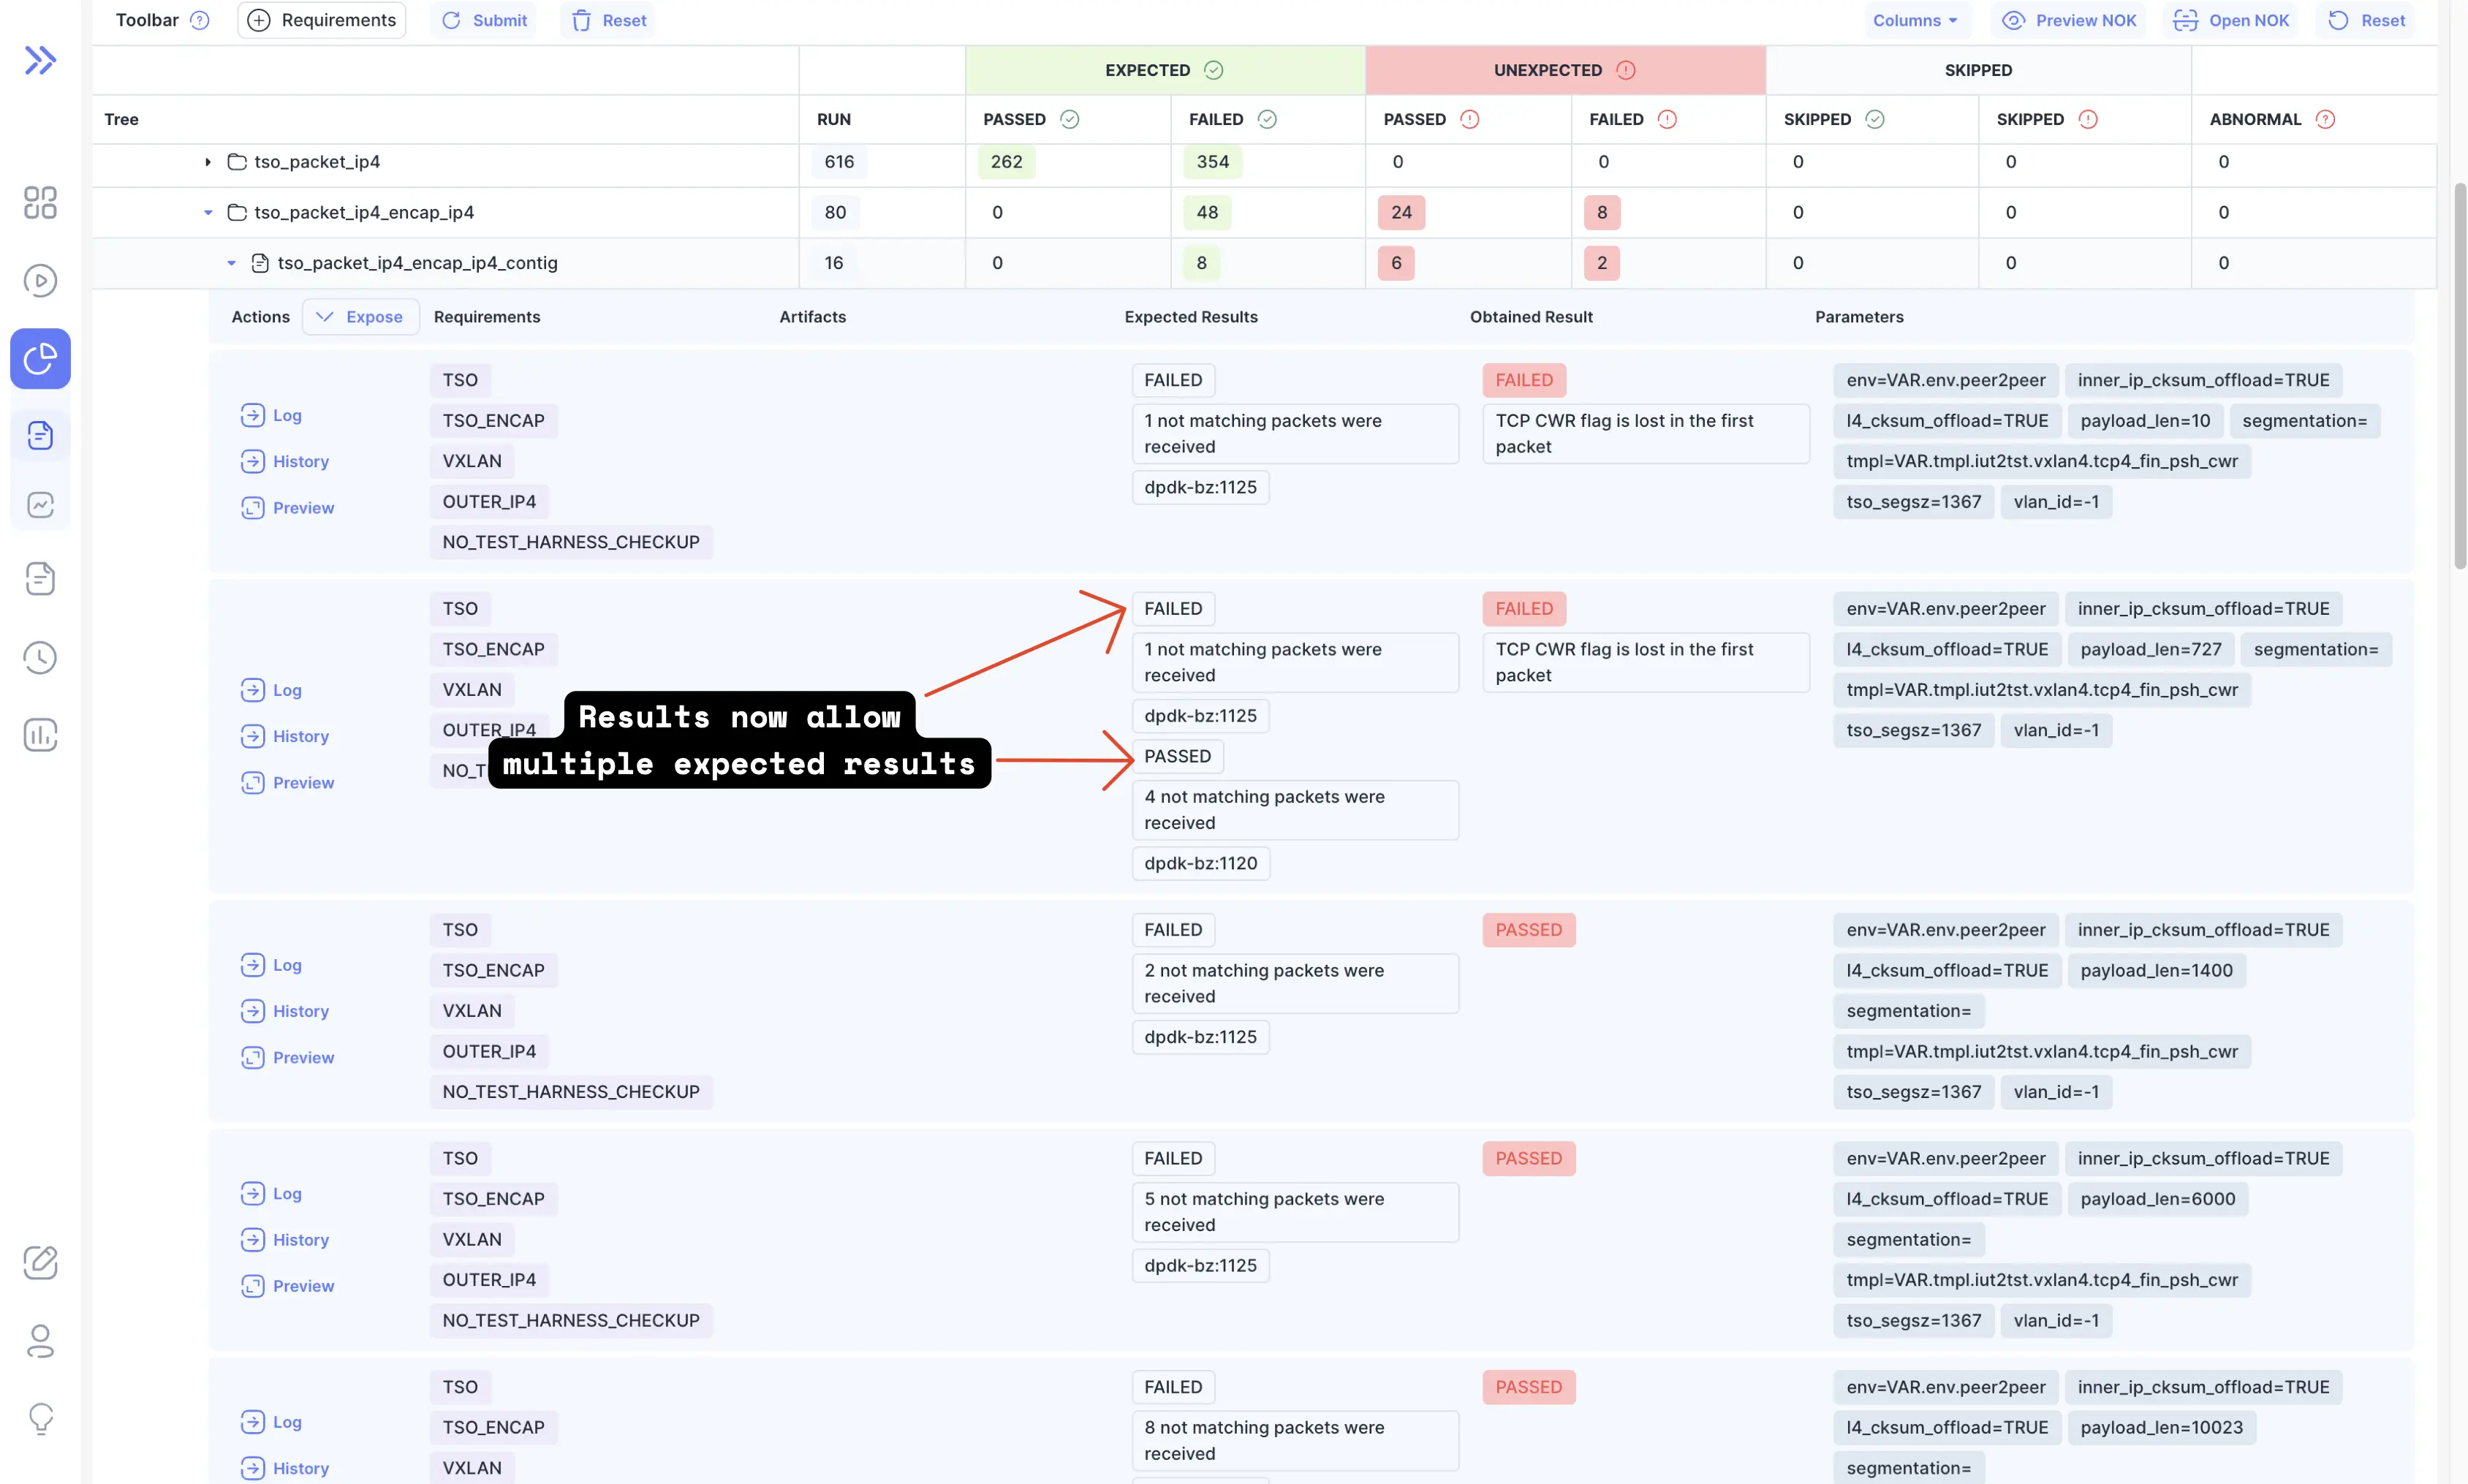 Toolbar Requirements Submit Reset Columns Preview NOK Open NOK Reset
EXPECTED UNEXPECTED SKIPPED
Tree RUN PASSED FAILED PASSED FAILED SKIPPED SKIPPED ABNORMAL
tso_packet_ip4 616 262 354 0 0 0 0 0
tso_packet_ip4_encap_ip4 80 0 48 24 8 0 0 0
tso_packet_ip4_encap_ip4_contig 16 0 8 6 2 0 0 0
Actions Expose Requirements Artifacts Expected Results Obtained Result Parameters
Log
History
Preview
TSO
TSO_ENCAP
VXLAN
OUTER_IP4
NO_TEST_HARNESS_CHECKUP
FAILED
1 not matching packets were
received
dpdk-bz:1125
FAILED
TCP CWR flag is lost in the first
packet
env=VAR.env.peer2peer inner_ip_cksum_offload=TRUE
l4_cksum_offload=TRUE payload_len=10 segmentation=
tmpl=VAR.tmpl.iut2tst.vxlan4.tcp4_fin_psh_cwr
tso_segsz=1367 vlan_id=-1
Log
History
Preview
TSO
TSO_ENCAP
VXLAN
OUTER_IP4
NO_T
Results now allow
multiple expected results
FAILED
1 not matching packets were
received
dpdk-bz:1125
PASSED
4 not matching packets were
received
dpdk-bz:1120
FAILED
TCP CWR flag is lost in the first
packet
env=VAR.env.peer2peer inner_ip_cksum_offload=TRUE
l4_cksum_offload=TRUE payload_len=727 segmentation=
tmpl=VAR.tmpl.iut2tst.vxlan4.tcp4_fin_psh_cwr
tso_segsz=1367 vlan_id=-1
Log
History
Preview
TSO
TSO_ENCAP
VXLAN
OUTER_IP4
NO_TEST_HARNESS_CHECKUP
FAILED
2 not matching packets were
received
dpdk-bz:1125
PASSED
env=VAR.env.peer2peer inner_ip_cksum_offload=TRUE
l4_cksum_offload=TRUE payload_len=1400
segmentation=
tmpl=VAR.tmpl.iut2tst.vxlan4.tcp4_fin_psh_cwr
tso_segsz=1367 vlan_id=-1
Log
History
Preview
TSO
TSO_ENCAP
VXLAN
OUTER_IP4
NO_TEST_HARNESS_CHECKUP
FAILED
5 not matching packets were
received
dpdk-bz:1125
PASSED
env=VAR.env.peer2peer inner_ip_cksum_offload=TRUE
l4_cksum_offload=TRUE payload_len=6000
segmentation=
tmpl=VAR.tmpl.iut2tst.vxlan4.tcp4_fin_psh_cwr
tso_segsz=1367 vlan_id=-1
Log
History
TSO
TSO_ENCAP
VXLAN
FAILED
8 not matching packets were
received
PASSED
env=VAR.env.peer2peer inner_ip_cksum_offload=TRUE
l4_cksum_offload=TRUE payload_len=10023
segmentation=